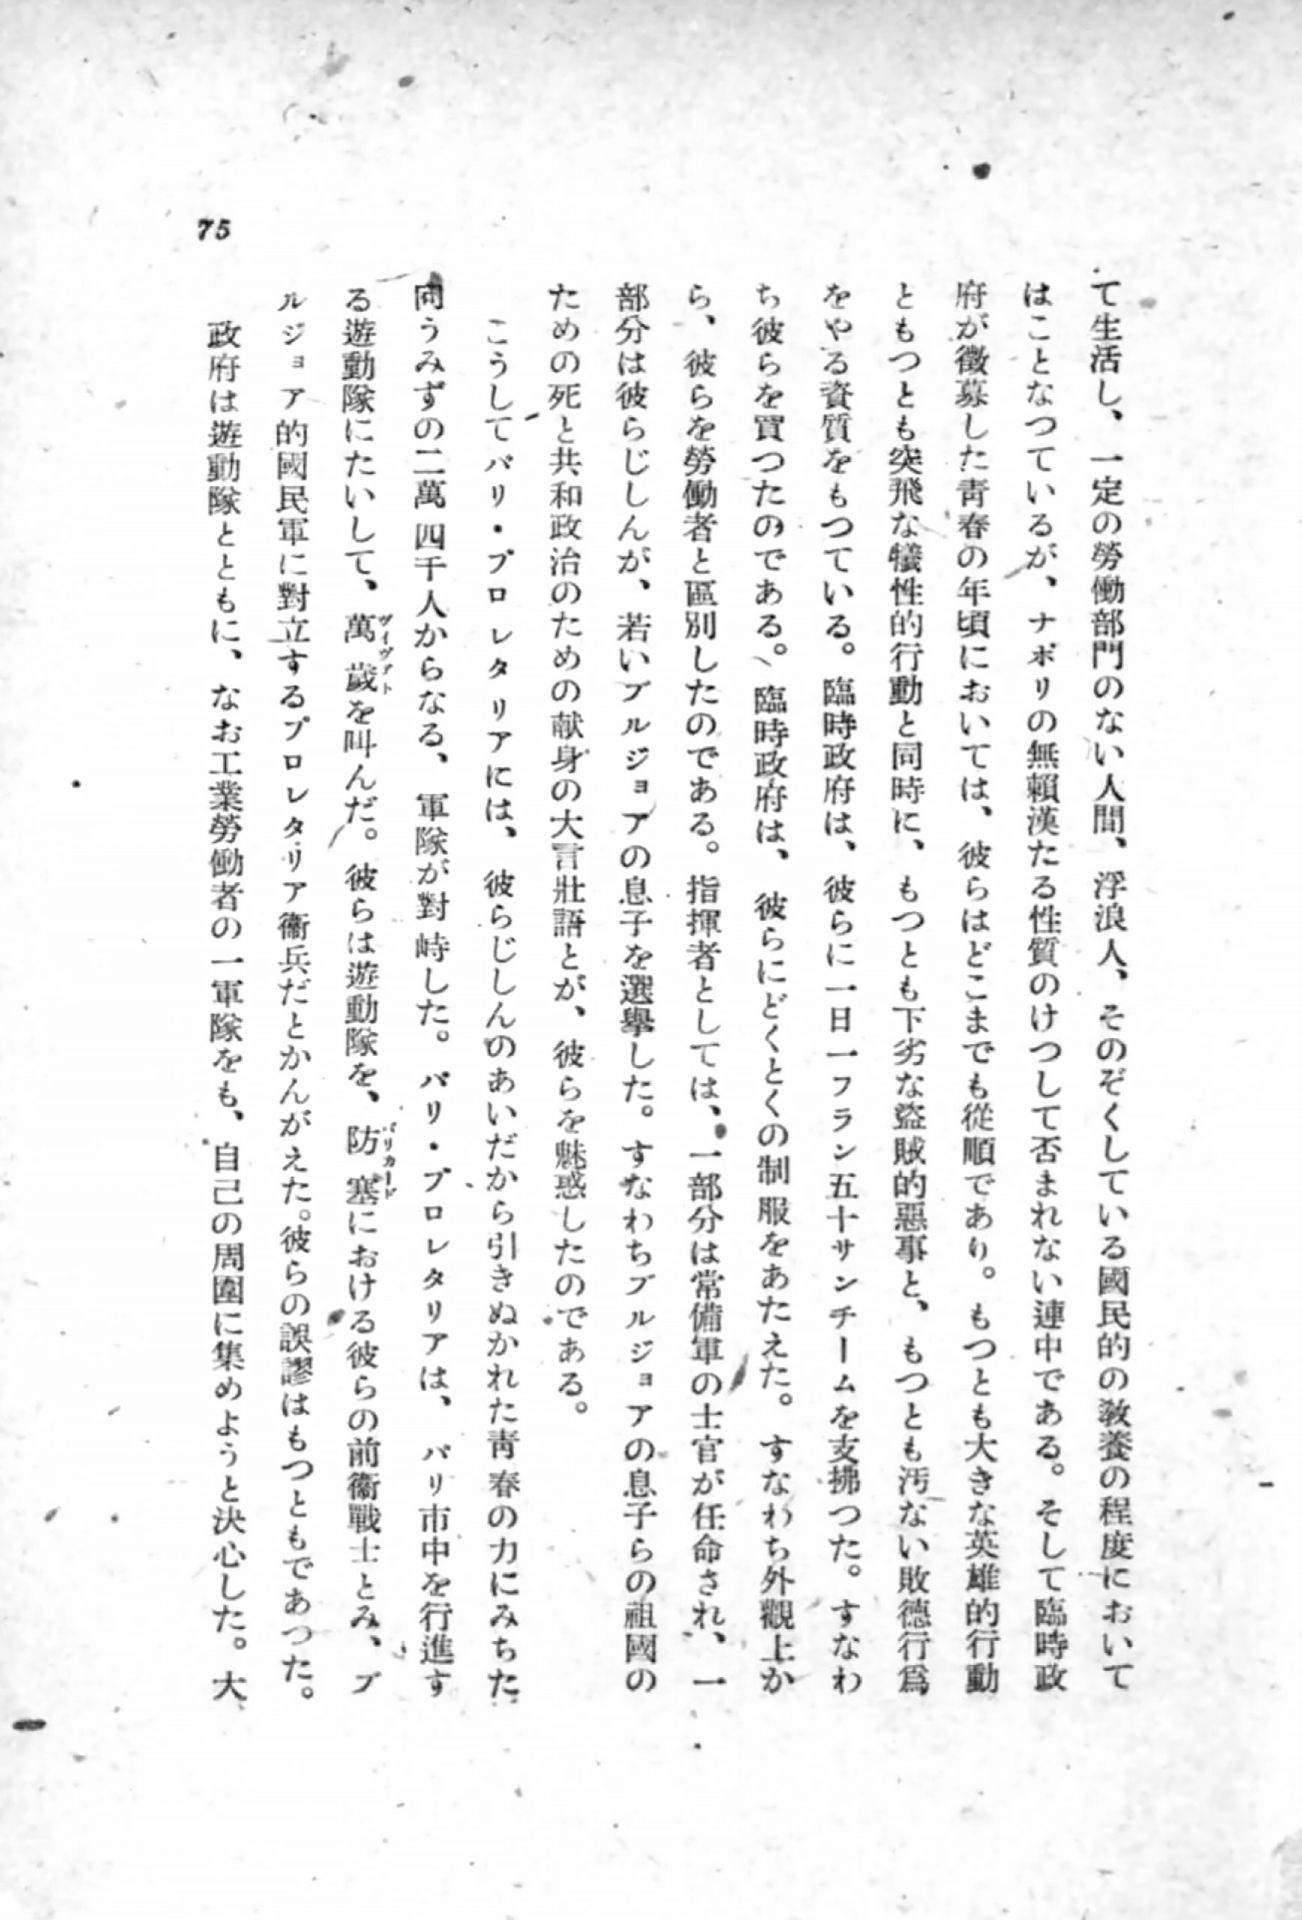 て生活し、一定の勞働部門のない人間、浮浪人、そのぞくしている國民的の敎養の程度において
はことなつているが、ナポリの無賴漢たる性質のけつして否まれない連中である。そして臨時政
府が徵募した靑春の年頃においては、彼らはどこまでも從順であり。もつとも大きな英雄的行動
ともつとも突飛な犠性的行動と同時に、もつとも下劣な盜賊的惡事と、もつとも汚ない敗德行爲
をやる資質をもつている。臨時政府は、彼らに一日一フラン五十サンチームを支拂つた。すなわ
ち彼らを買つたのである。臨時政府は、彼らにどくとくの制服をあたえた。すなわち外觀上か
ら、彼らを勞働者と區別したのである。指揮者としては、一部分は常備軍の士官が任命され、一
部分は彼らじしんが、若いブルジョアの息子を選擧した。すなわちブルジョアの息子らの祖國の
ための死と共和政治のための献身の大言壯語とが、彼らを魅惑したのである。
こうしてパリ・プロレタリアには、彼らじしんのあいだから引きぬかれた靑春の力にみちた
向うみずの二萬四千人からなる、軍隊が對峙した。パリ・プロレタリアは、パリ市中を行進す
る遊動隊にたいして、萬歲ヴイヴアトを叫んだ。彼らは遊動隊を、防塞バリカードにおける彼らの前衞戰士とみ、ブ
ルジョア的國民軍に對立するプロレタリア衞兵だとかんがえた。彼らの誤謬はもつともであつた。
政府は遊動隊とともに、なお工業勞働者の一軍隊をも、自己の周圍に集めようと決心した。大
75